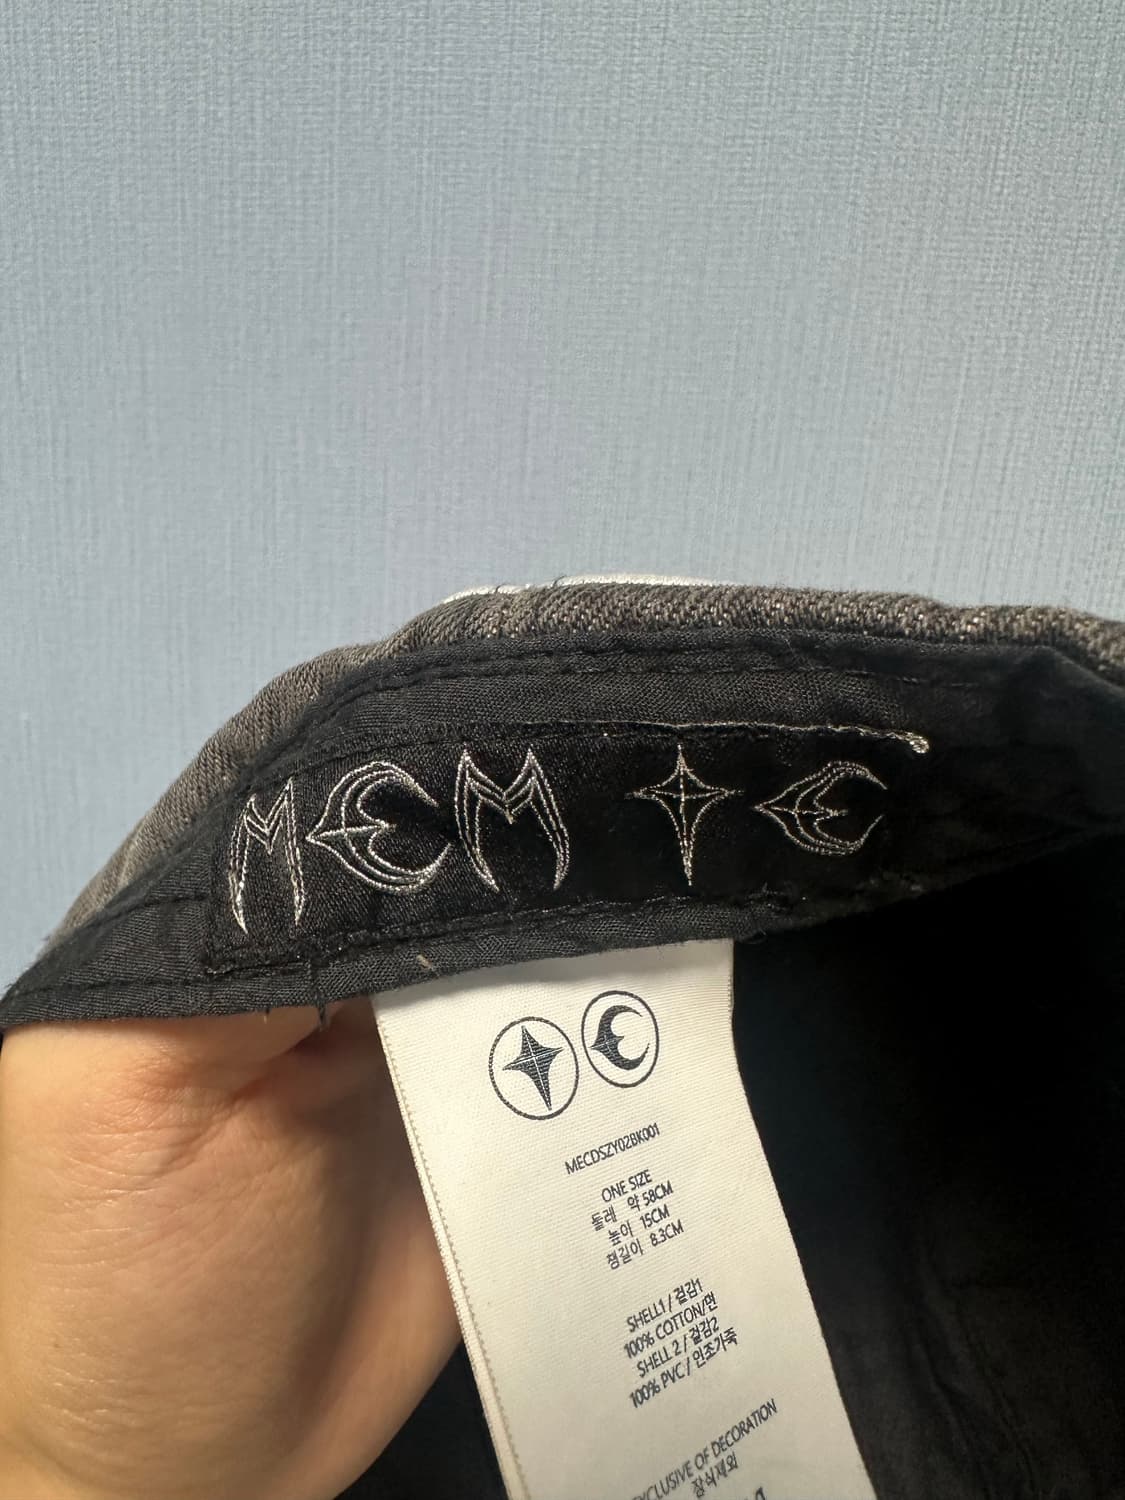 MECDSZY02BK001
ONE SIZE
둘레 약 58CM
높이 15CM
챙길이 8.3CM
SHELL1 / 겉감1
100% COTTON/면
SHELL 2 / 겉감2
100% PVC / 인조가죽
EXCLUSIVE OF DECORATION
장식제외